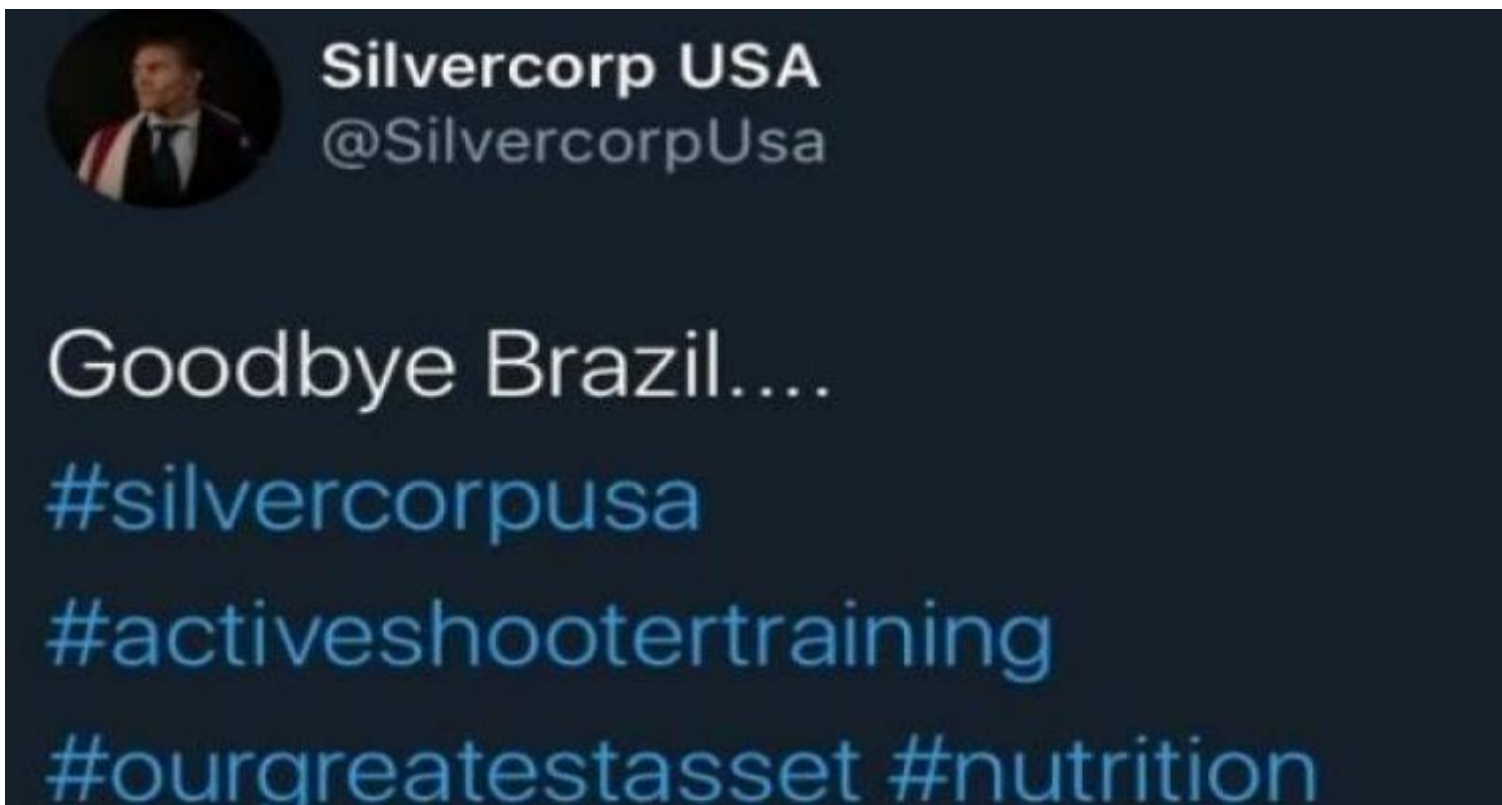 Silvercorp USA
@SilvercorpUsa
Goodbye Brazil....
#silvercorpusa
#activeshootertraining
#ourgreatestasset #nutrition